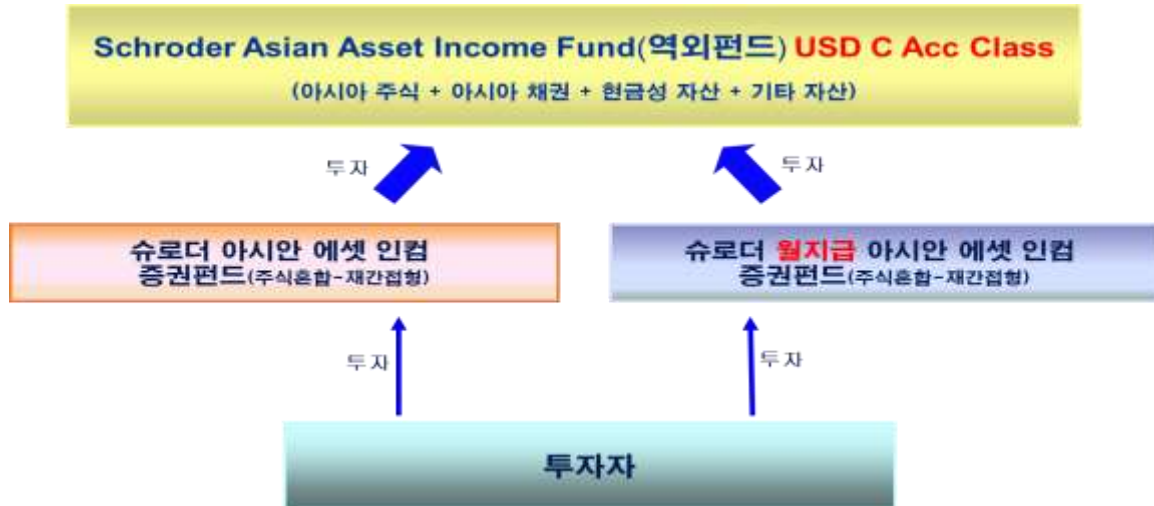 Schroder Asian Asset Income Fund(역외펀드) USD C Acc Class
(아시아 주식 + 아시아 채권 + 현금성 자산 + 기타 자산)
투자
투자
슈로더 아시안 에셋 인컴
증권펀드(주식혼합-재간접형)
슈로더 월지급 아시안 에셋 인컴
증권펀드(주식혼합-재간접형)
투자
투자
투자자